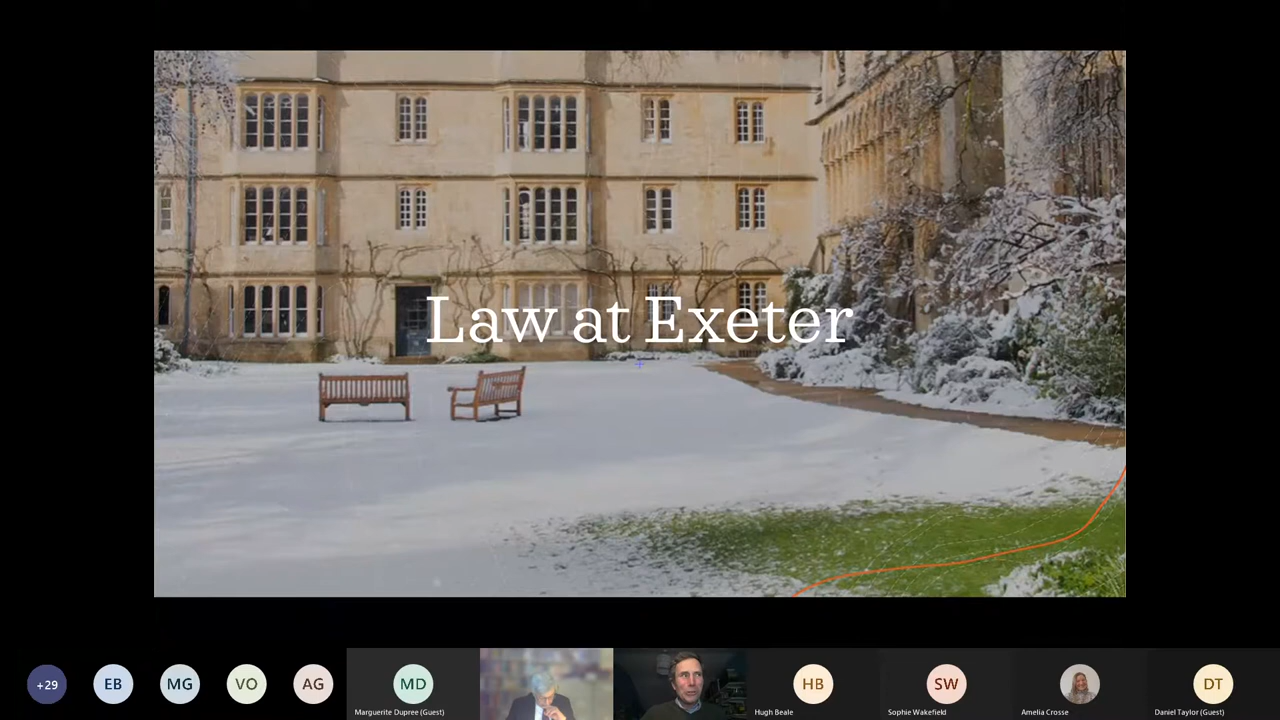 Law at Exeter
+29
EB
MG
VO
AG
MD
Marguerite Dupree (Guest)
HB
Hugh Beale
SW
Sophie Wakefield
Amelia Crosse
DT
Daniel Taylor (Guest)